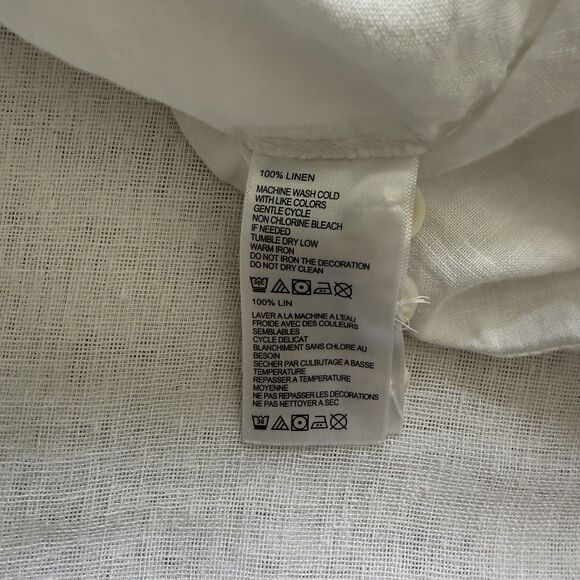 100% LINEN
MACHINE WASH COLD
WITH LIKE COLORS
GENTLE CYCLE
NON CHLORINE BLEACH
IF NEEDED
TUMBLE DRY LOW
WARM IRON
DO NOT IRON THE DECORATION
DO NOT DRY CLEAN
100% LIN
LAVER A LA MACHINE A L'EAU
FROIDE AVEC DES COULEURS
SEMBLABLES
CYCLE DELICAT
BLANCHIMENT SANS CHLORE AU
BESOIN
SECHER PAR CULBUTAGE A BASSE
TEMPERATURE
REPASSER A TEMPERATURE
MOYENNE
NE PAS REPASSER LES DECORATIONS
NE PAS NETTOYER A SEC
30